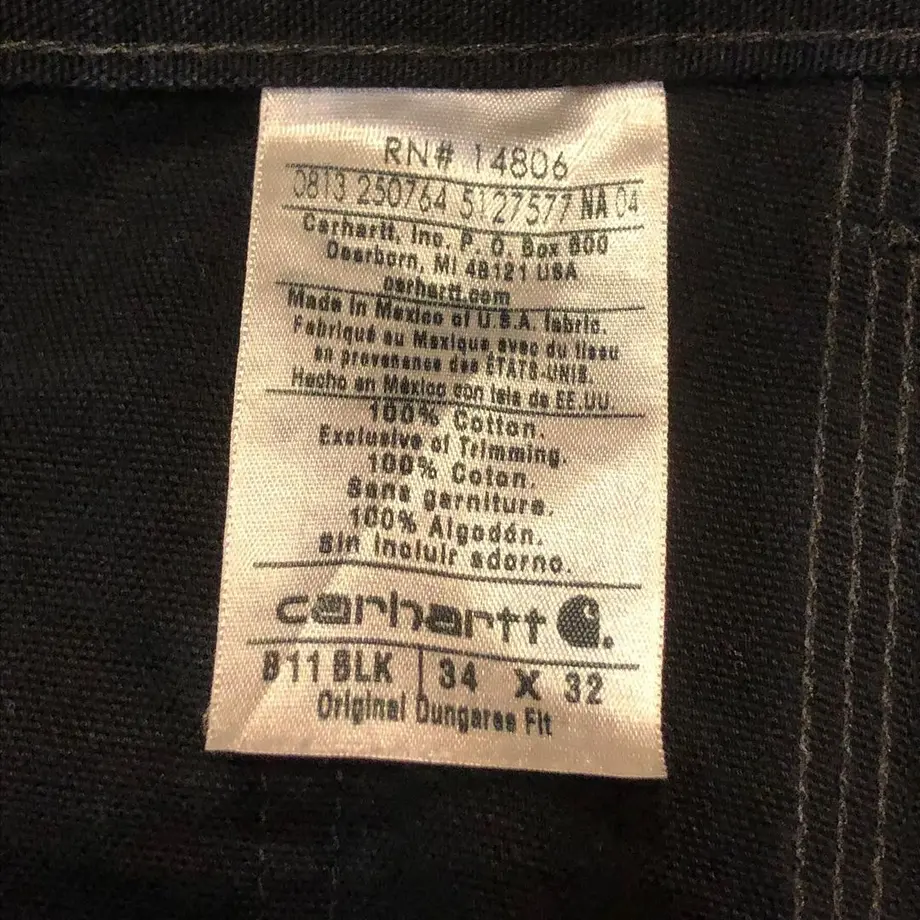 RN# 14806
0813 250764 5127577 NA 04
Carhartt, Inc. P. O. Box 600
Dearborn, MI 48121 USA
carhartt.com
Made in Mexico of U.S.A. fabric.
Fabriqué au Mexique avec du tissu
en provenance des ÉTATS-UNIS.
Hecho en México con tela de EE.UU.
100% Cotton.
Exclusive of Trimming.
100% Coton.
Sans garniture.
100% Algodón.
Sin incluir adorno.
carhartt
B11 BLK 34 X 32
Original Dungaree Fit